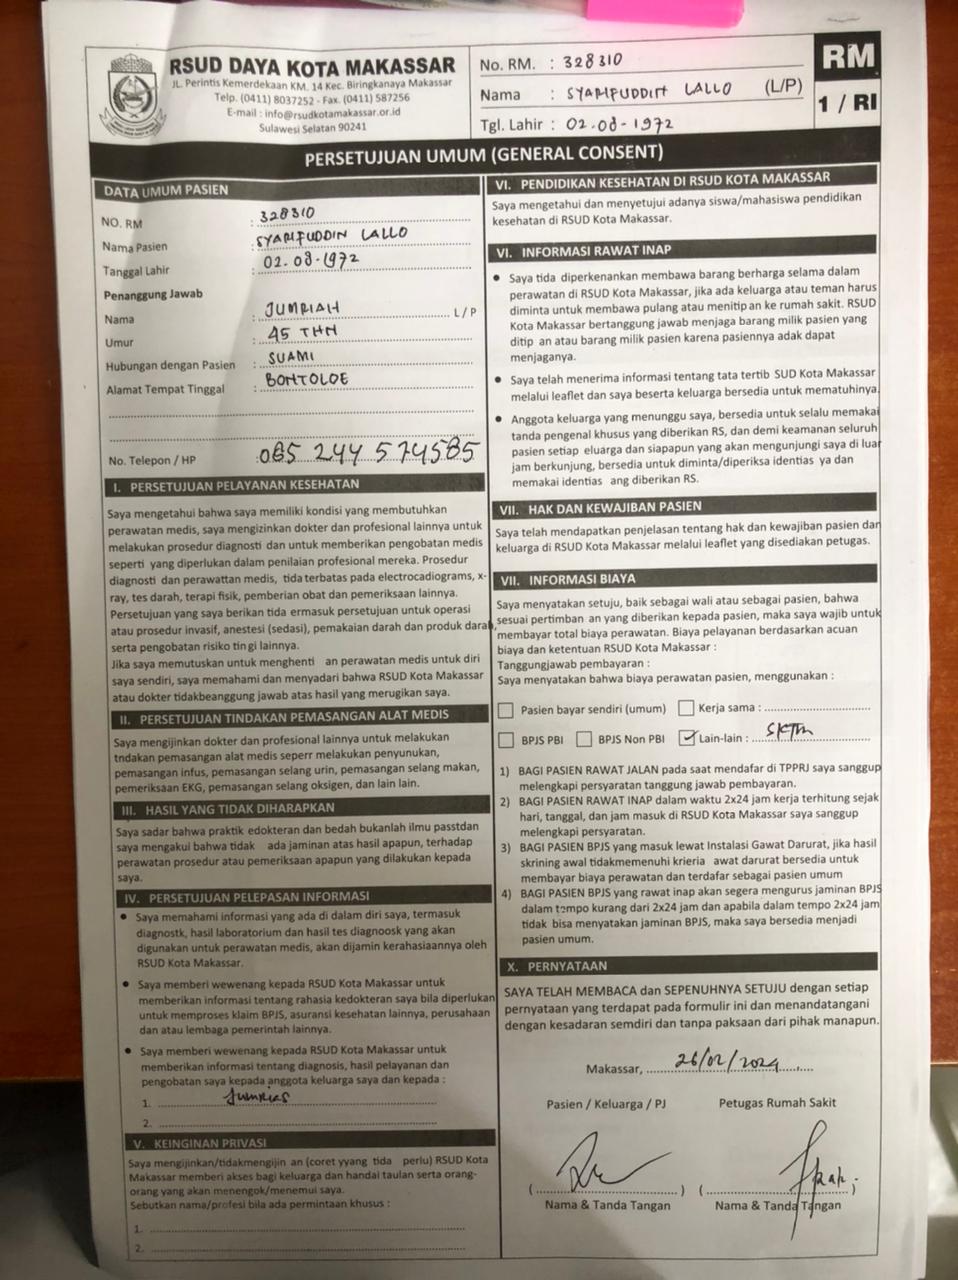 RSUD DAYA KOTA MAKASSAR
JL. Perintis Kemerdekaan KM. 14 Kec. Biringkanaya Makassar
Telp. (0411) 8037252 - Fax. (0411) 587256
E-mail : info@rsudkotamakassar.or.id
Sulawesi Selatan 90241
No. RM. : 328310
Nama : SYARIFUDDIN LALLO (L/P)
Tgl. Lahir : 02.08-1972
RM
1 / RI
PERSETUJUAN UMUM (GENERAL CONSENT)
DATA UMUM PASIEN
NO. RM : 328310
Nama Pasien : SYARIFUDDIN LALLO
Tanggal Lahir : 02.08-1972
Penanggung Jawab
Nama : JUMRIAH L / P
Umur : 45 THN
Hubungan dengan Pasien : SUAMI
Alamat Tempat Tinggal : BONTOLOE
No. Telepon / HP : 085 244 574585
I. PERSETUJUAN PELAYANAN KESEHATAN
Saya mengetahui bahwa saya memiliki kondisi yang membutuhkan
perawatan medis, saya mengizinkan dokter dan profesional lainnya untuk
melakukan prosedur diagnosti dan untuk memberikan pengobatan medis
seperti yang diperlukan dalam penilaian profesional mereka. Prosedur
diagnosti dan perawattan medis, tida terbatas pada electrocadiograms, x-
ray, tes darah, terapi fisik, pemberian obat dan pemeriksaan lainnya.
Persetujuan yang saya berikan tida ermasuk persetujuan untuk operasi
atau prosedur invasif, anestesi (sedasi), pemakaian darah dan produk darah,
serta pengobatan risiko tin gi lainnya.
Jika saya memutuskan untuk menghenti an perawatan medis untuk diri
saya sendiri, saya memahami dan menyadari bahwa RSUD Kota Makassar
atau dokter tidakbeanggung jawab atas hasil yang merugikan saya.
II. PERSETUJUAN TINDAKAN PEMASANGAN ALAT MEDIS
Saya mengijinkan dokter dan profesional lainnya untuk melakukan
tndakan pemasangan alat medis seperr melakukan penyunukan,
pemasangan infus, pemasangan selang urin, pemasangan selang makan,
pemeriksaan EKG, pemasangan selang oksigen, dan lain lain.
III. HASIL YANG TIDAK DIHARAPKAN
Saya sadar bahwa praktik edokteran dan bedah bukanlah ilmu passtdan
saya mengakui bahwa tidak ada jaminan atas hasil apapun, terhadap
perawatan prosedur atau pemeriksaan apapun yang dilakukan kepada
saya.
IV. PERSETUJUAN PELEPASAN INFORMASI
• Saya memahami informasi yang ada di dalam diri saya, termasuk
diagnostk, hasil laboratorium dan hasil tes diagnoosk yang akan
digunakan untuk perawatan medis, akan dijamin kerahasiaannya oleh
RSUD Kota Makassar.
• Saya memberi wewenang kepada RSUD Kota Makassar untuk
memberikan informasi tentang rahasia kedokteran saya bila diperlukan
untuk memproses klaim BPJS, asuransi kesehatan lainnya, perusahaan
dan atau lembaga pemerintah lainnya.
• Saya memberi wewenang kepada RSUD Kota Makassar untuk
memberikan informasi tentang diagnosis, hasil pelayanan dan
pengobatan saya kepada anggota keluarga saya dan kepada :
1.
2.
V. KEINGINAN PRIVASI
Saya mengijinkan/tidakmengijin an (coret yyang tida perlu) RSUD Kota
Makassar memberi akses bagi keluarga dan handai taulan serta orang-
orang yang akan menengok/menemui saya.
Sebutkan nama/profesi bila ada permintaan khusus :
1.
2.
VI. PENDIDIKAN KESEHATAN DI RSUD KOTA MAKASSAR
Saya mengetahui dan menyetujui adanya siswa/mahasiswa pendidikan
kesehatan di RSUD Kota Makassar.
VI. INFORMASI RAWAT INAP
• Saya tida diperkenankan membawa barang berharga selama dalam
perawatan di RSUD Kota Makassar, jika ada keluarga atau teman harus
diminta untuk membawa pulang atau menitip an ke rumah sakit. RSUD
Kota Makassar bertanggung jawab menjaga barang milik pasien yang
ditip an atau barang milik pasien karena pasiennya adak dapat
menjaganya.
• Saya telah menerima informasi tentang tata tertib SUD Kota Makassar
melalui leaflet dan saya beserta keluarga bersedia untuk mematuhinya.
• Anggota keluarga yang menunggu saya, bersedia untuk selalu memakai
tanda pengenal khusus yang diberikan RS, dan demi keamanan seluruh
pasien setiap eluarga dan siapapun yang akan mengunjungi saya di luar
jam berkunjung, bersedia untuk diminta/diperiksa identias ya dan
memakai identias ang diberikan RS.
VII. HAK DAN KEWAJIBAN PASIEN
Saya telah mendapatkan penjelasan tentang hak dan kewajiban pasien dan
keluarga di RSUD Kota Makassar melalui leaflet yang disediakan petugas.
VII. INFORMASI BIAYA
Saya menyatakan setuju, baik sebagai wali atau sebagai pasien, bahwa
sesuai pertimban an yang diberikan kepada pasien, maka saya wajib untuk
membayar total biaya perawatan. Biaya pelayanan berdasarkan acuan
biaya dan ketentuan RSUD Kota Makassar :
Tanggungjawab pembayaran :
Saya menyatakan bahwa biaya perawatan pasien, menggunakan :
Pasien bayar sendiri (umum) Kerja sama :
BPJS PBI BPJS Non PBI Lain-lain : SKTM
1) BAGI PASIEN RAWAT JALAN pada saat mendafar di TPPRJ saya sanggup
melengkapi persyaratan tanggung jawab pembayaran.
2) BAGI PASIEN RAWAT INAP dalam waktu 2x24 jam kerja terhitung sejak
hari, tanggal, dan jam masuk di RSUD Kota Makassar saya sanggup
melengkapi persyaratan.
3) BAGI PASIEN BPJS yang masuk lewat Instalasi Gawat Darurat, jika hasil
skrining awal tidakmemenuhi krieria awat darurat bersedia untuk
membayar biaya perawatan dan terdafar sebagai pasien umum
4) BAGI PASIEN BPJS yang rawat inap akan segera mengurus jaminan BPJS
dalam tempo kurang dari 2x24 jam dan apabila dalam tempo 2x24 jam
tidak bisa menyatakan jaminan BPJS, maka saya bersedia menjadi
pasien umum.
X. PERNYATAAN
SAYA TELAH MEMBACA dan SEPENUHNYA SETUJU dengan setiap
pernyataan yang terdapat pada formulir ini dan menandatangani
dengan kesadaran semdiri dan tanpa paksaan dari pihak manapun.
Makassar, 26/02/2024
Pasien / Keluarga / PJ Petugas Rumah Sakit
Nama & Tanda Tangan Nama & Tanda Tangan